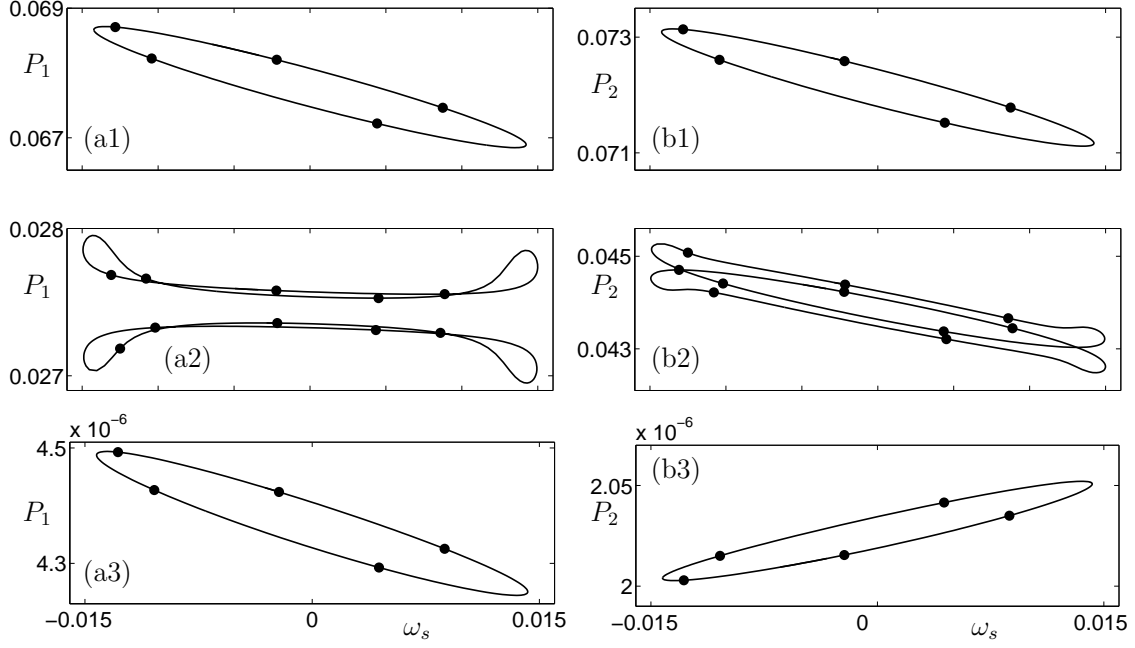 0.069
P₁
0.067
(a1)
0.073
P₂
0.071
(b1)
0.028
P₁
0.027
(a2)
0.045
P₂
0.043
(b2)
x 10⁻⁶
4.5
P₁
4.3
(a3)
−0.015
0
ωₛ
0.015
x 10⁻⁶
(b3)
2.05
P₂
2
−0.015
0
ωₛ
0.015